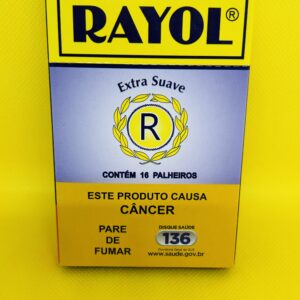 RAYOL®
Extra Suave
R
CONTÉM 16 PALHEIROS
ESTE PRODUTO CAUSA
CÂNCER
PARE
DE
FUMAR
DISQUE SAÚDE
136
www.saude.gov.br